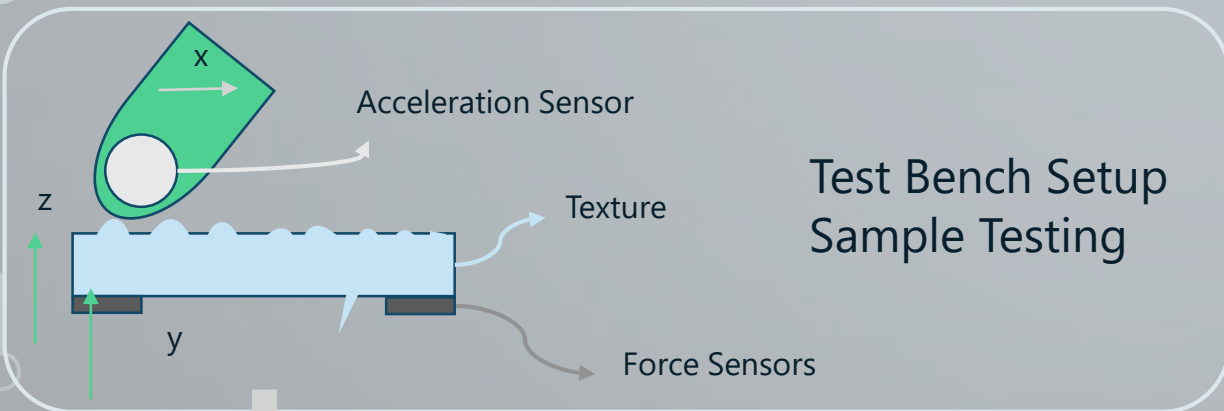 x
Acceleration Sensor
Test Bench Setup
Sample Testing
z
Texture
y
Force Sensors